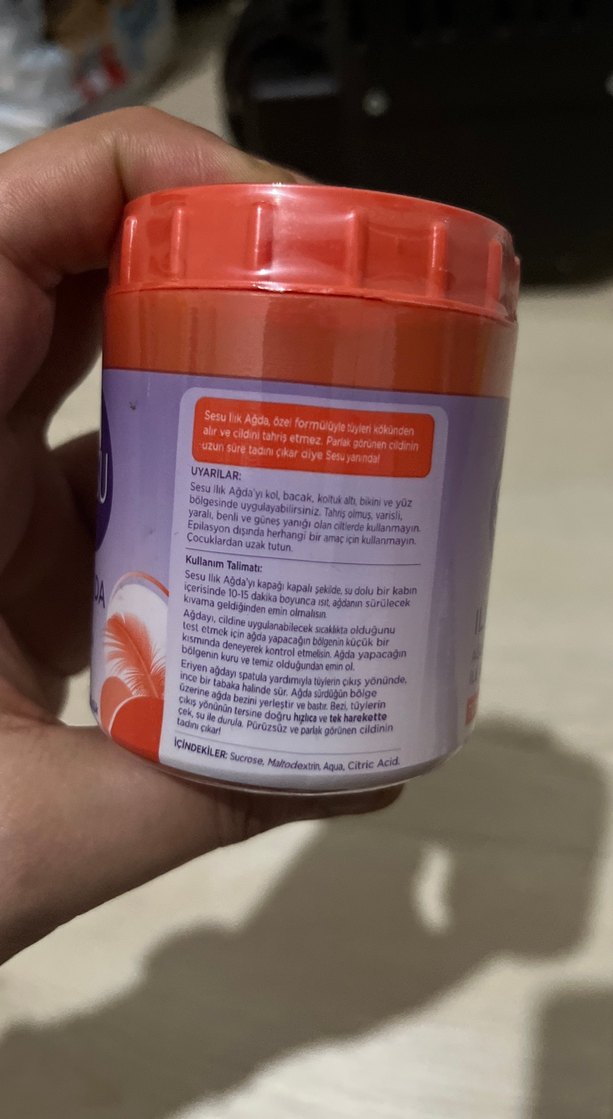 Sesu Ilık Ağda, özel formülüyle tüyleri kökünden
alır ve cildini tahriş etmez. Parlak görünen cildinin
uzun süre tadını çıkar diye Sesu yanında!
UYARILAR:
Sesu Ilık Ağda'yı kol, bacak, koltuk altı, bikini ve yüz
bölgesinde uygulayabilirsiniz. Tahriş olmuş, varisli,
yaralı, benli ve güneş yanığı olan ciltlerde kullanmayın.
Epilasyon dışında herhangi bir amaç için kullanmayın.
Çocuklardan uzak tutun.
Kullanım Talimatı:
Sesu Ilık Ağda'yı kapağı kapalı şekilde, su dolu bir kabın
içerisinde 10-15 dakika boyunca ısıt, ağdanın sürülecek
kıvama geldiğinden emin olmalısın.
Ağdayı, cildine uygulanabilecek sıcaklıkta olduğunu
test etmek için ağda yapacağın bölgenin küçük bir
kısmında deneyerek kontrol etmelisin. Ağda yapacağın
bölgenin kuru ve temiz olduğundan emin ol.
Eriyen ağdayı spatula yardımıyla tüylerin çıkış yönünde,
ince bir tabaka halinde sür. Ağda sürdüğün bölge
üzerine ağda bezini yerleştir ve bastır. Bezi, tüylerin
çıkış yönünün tersine doğru hızlıca ve tek harekette
çek, su ile durula. Pürüzsüz ve parlak görünen cildinin
tadını çıkar!
İÇİNDEKİLER: Sucrose, Maltodextrin, Aqua, Citric Acid.